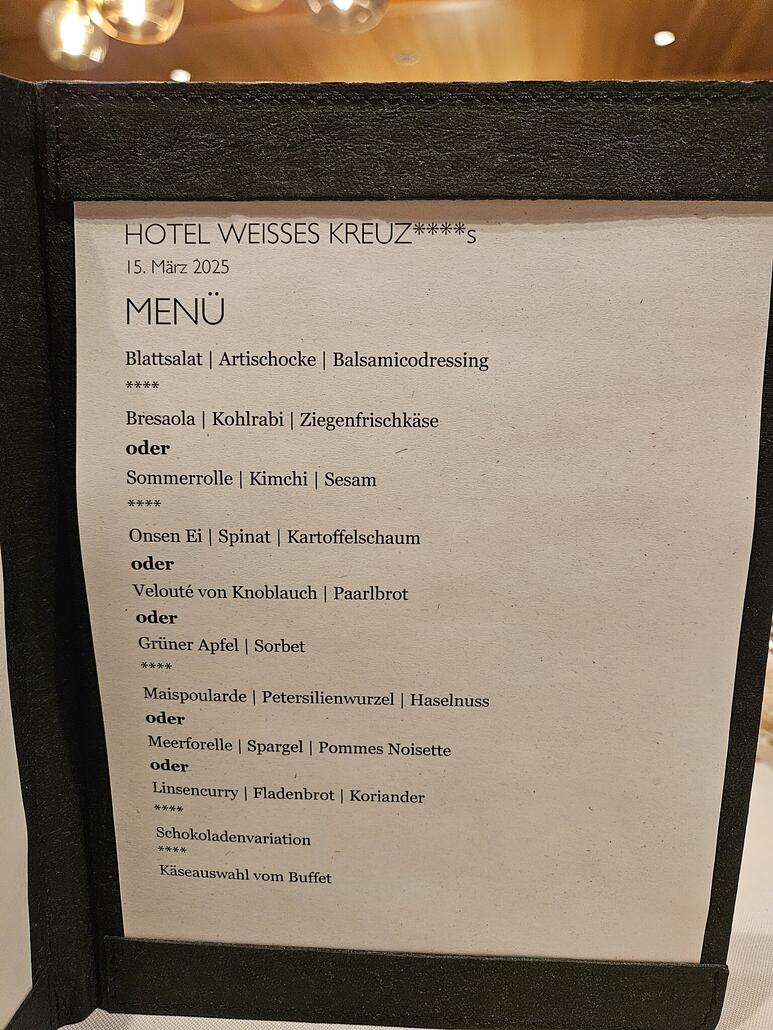 HOTEL WEISSES KREUZ****s
15. März 2025
MENÜ
Blattsalat | Artischocke | Balsamicodressing
****
Bresaola | Kohlrabi | Ziegenfrischkäse
oder
Sommerrolle | Kimchi | Sesam
****
Onsen Ei | Spinat | Kartoffelschaum
oder
Velouté von Knoblauch | Paarlbrot
oder
Grüner Apfel | Sorbet
****
Maispoularde | Petersilienwurzel | Haselnuss
oder
Meerforelle | Spargel | Pommes Noisette
oder
Linsencurry | Fladenbrot | Koriander
****
Schokoladenvariation
****
Käseauswahl vom Buffet